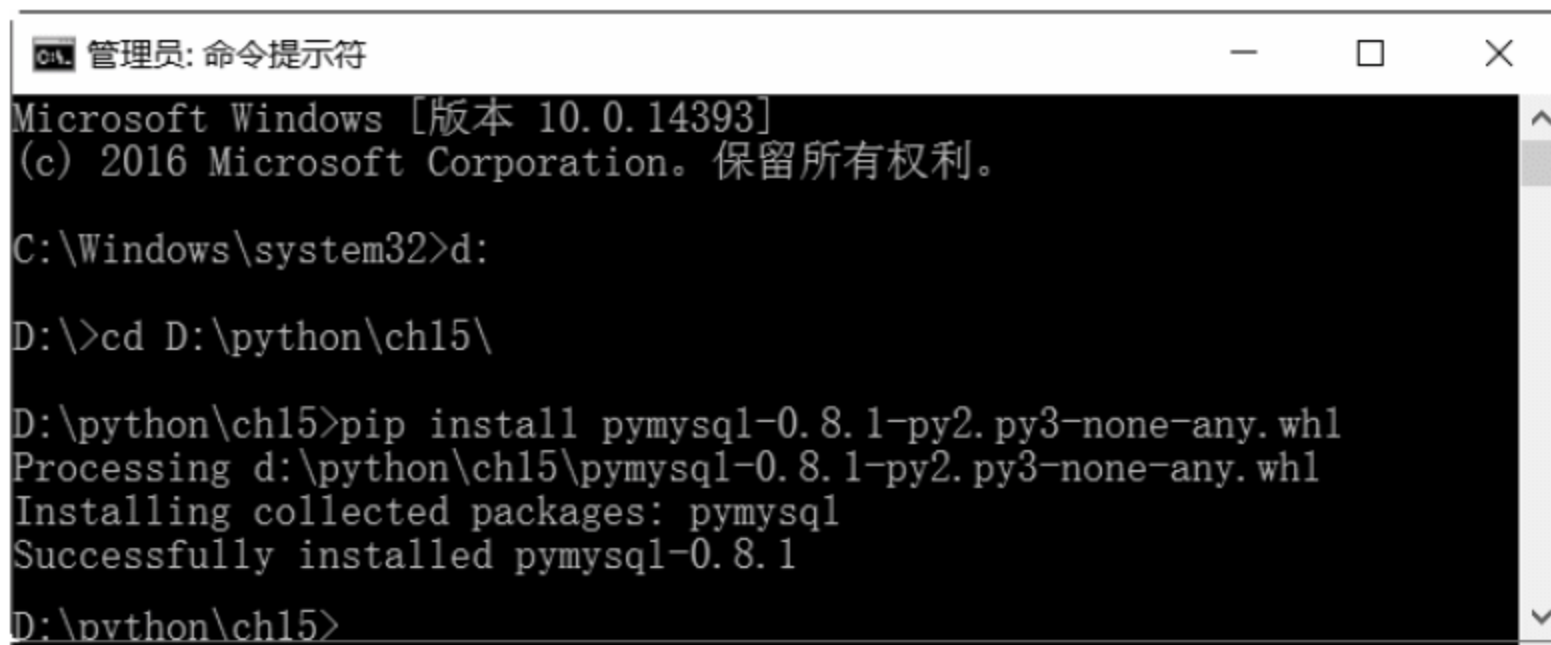 管理员: 命令提示符
Microsoft Windows [版本 10.0.14393]
(c) 2016 Microsoft Corporation。保留所有权利。
C:\Windows\system32>d:
D:\>cd D:\python\ch15\
D:\python\ch15>pip install pymysql-0.8.1-py2.py3-none-any.whl
Processing d:\python\ch15\pymysql-0.8.1-py2.py3-none-any.whl
Installing collected packages: pymysql
Successfully installed pymysql-0.8.1
D:\python\ch15>